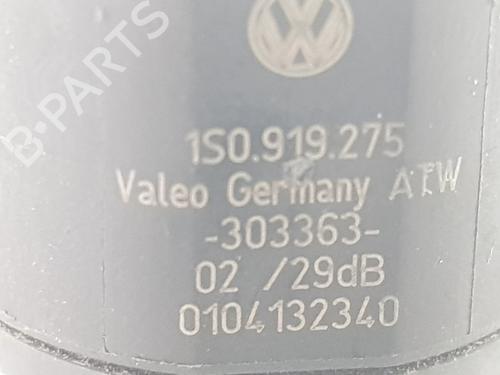 B-PARTS
1S0.919.275
Valeo Germany ATW
-303363-
02 /29dB
0104132340